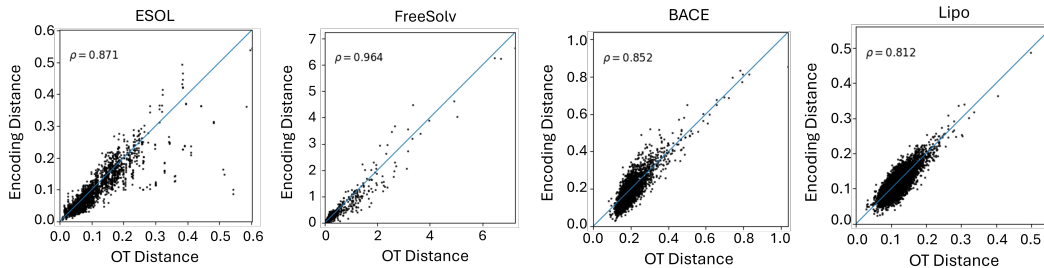 ESOL
ρ = 0.871
Encoding Distance
0.6
0.5
0.4
0.3
0.2
0.1
0.0
0.0 0.1 0.2 0.3 0.4 0.5 0.6
OT Distance
FreeSolv
ρ = 0.964
Encoding Distance
7
6
5
4
3
2
1
0
0 2 4 6
OT Distance
BACE
ρ = 0.852
Encoding Distance
1.0
0.8
0.6
0.4
0.2
0.0
0.0 0.2 0.4 0.6 0.8 1.0
OT Distance
Lipo
ρ = 0.812
Encoding Distance
0.5
0.4
0.3
0.2
0.1
0.0
0.0 0.1 0.2 0.3 0.4 0.5
OT Distance